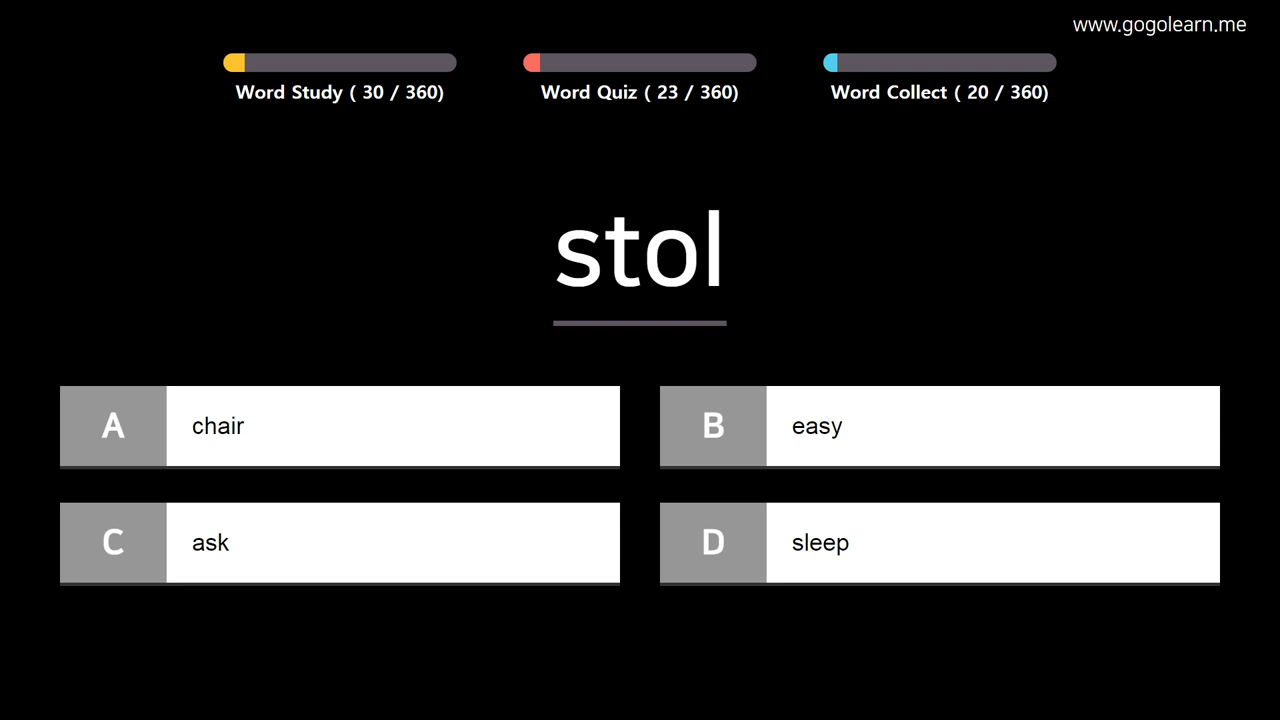 www.gogolearn.me
Word Study ( 30 / 360)
Word Quiz ( 23 / 360)
Word Collect ( 20 / 360)
stol
A chair
B easy
C ask
D sleep